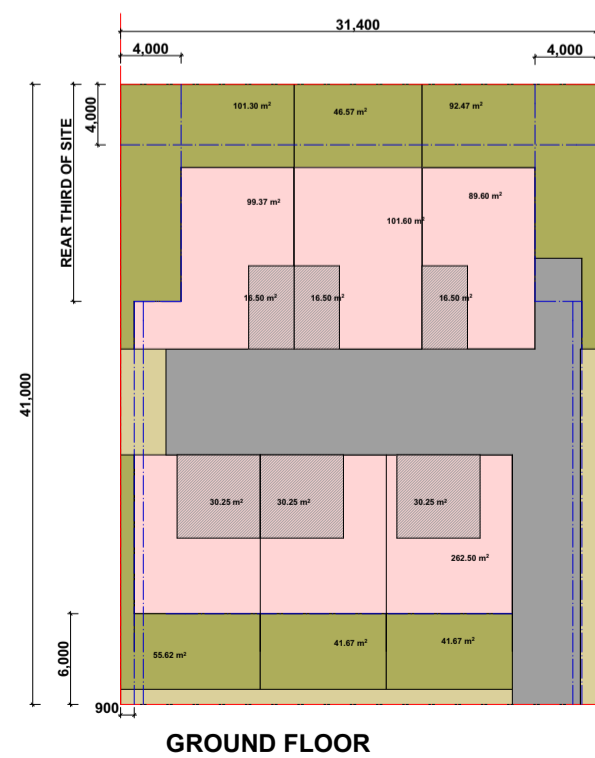 31,400
4,000
4,000
4,000
REAR THIRD OF SITE
41,000
101.30 m²
46.57 m²
92.47 m²
99.37 m²
101.60 m²
89.60 m²
16.50 m²
16.50 m²
16.50 m²
30.25 m²
30.25 m²
30.25 m²
262.50 m²
6,000
55.62 m²
41.67 m²
41.67 m²
900
GROUND FLOOR